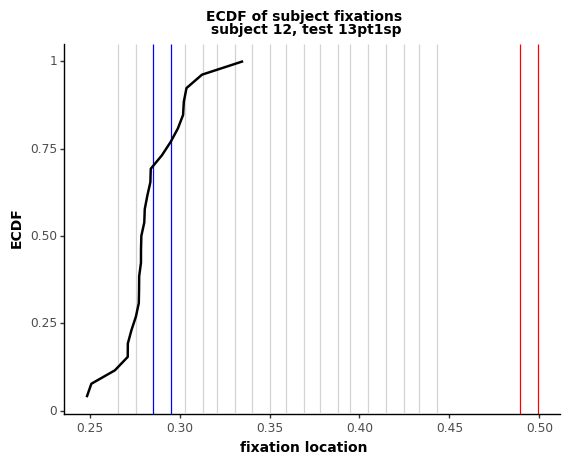 ECDF of subject fixations
subject 12, test 13pt1sp
1
0.75
0.50
0.25
0
ECDF
0.25 0.30 0.35 0.40 0.45 0.50
fixation location